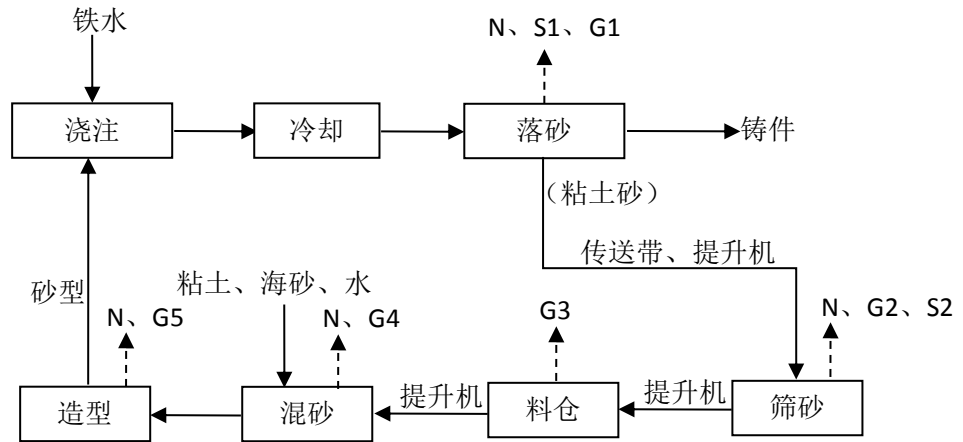 铁水
N、S1、G1
浇注
冷却
落砂
铸件
（粘土砂）
传送带、提升机
砂型
粘土、海砂、水
N、G5
N、G4
G3
N、G2、S2
造型
混砂
提升机
料仓
提升机
筛砂